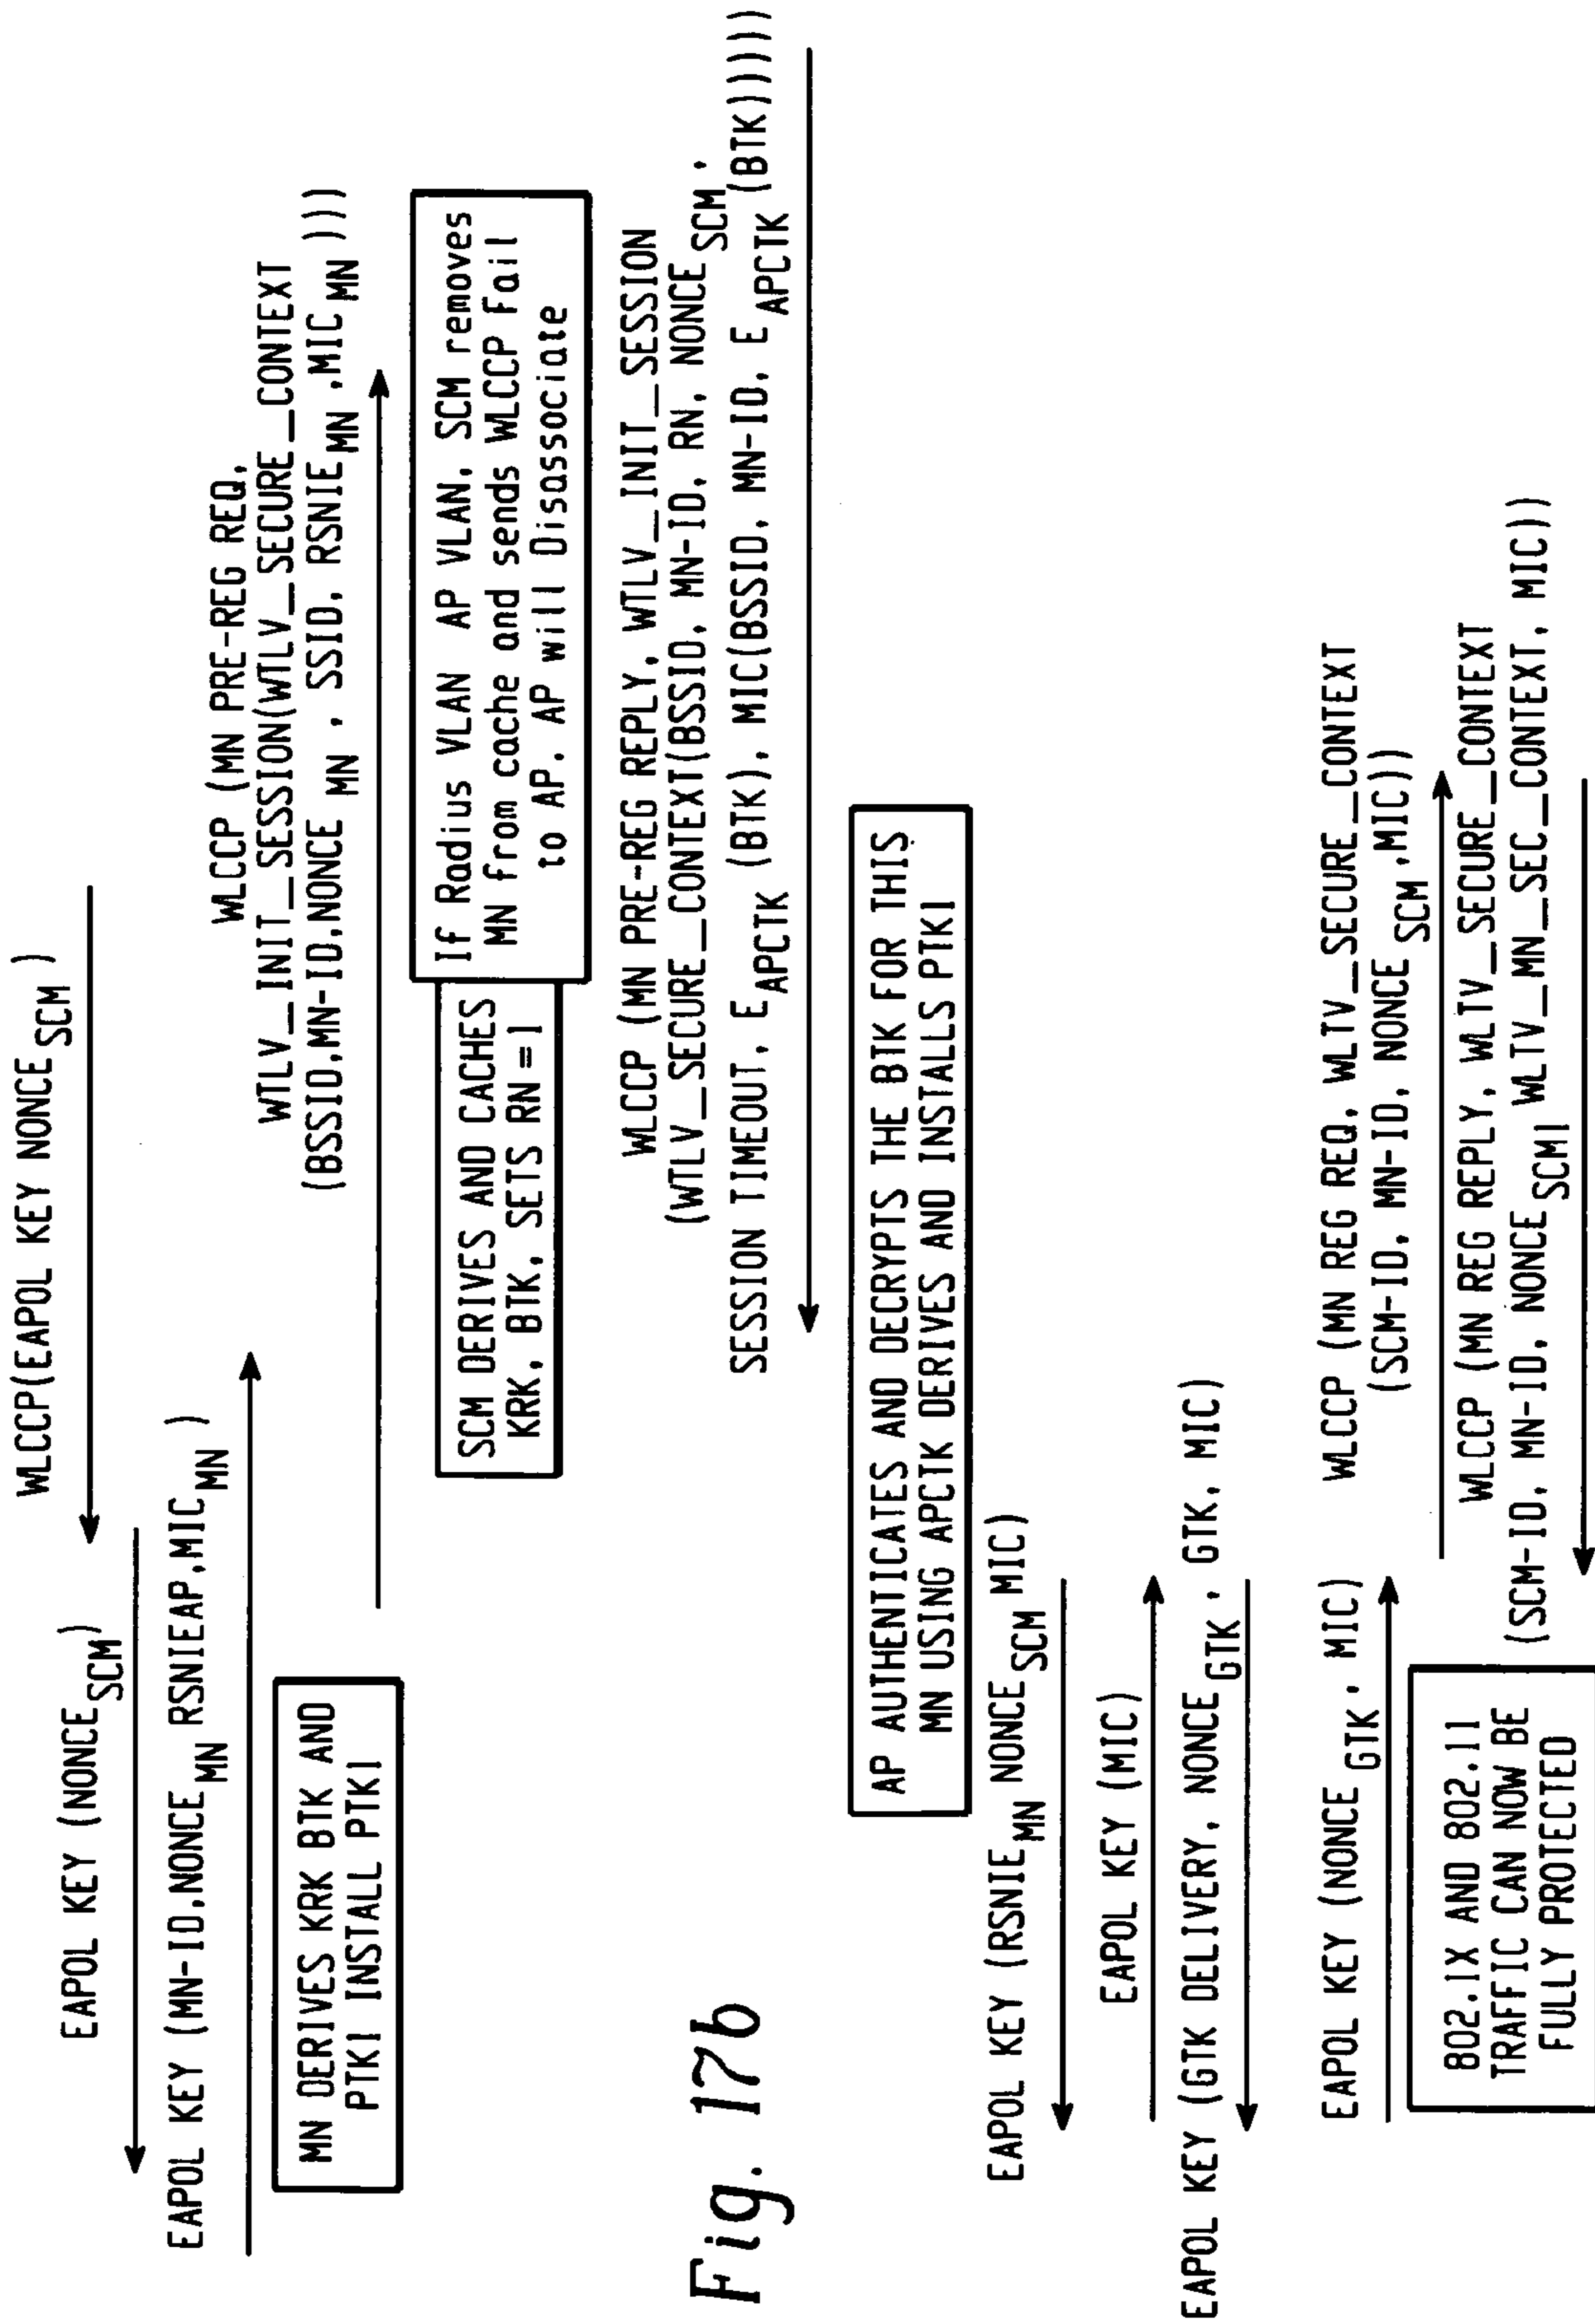 WLCCP(EAPOL KEY NONCE SCM )
EAPOL KEY (NONCE SCM)
EAPOL KEY (MN-ID,NONCE MN RSNIEAP,MIC MN )
MN DERIVES KRK BTK AND
PTK1 INSTALL PTK1
WLCCP (MN PRE-REG REQ,
WTLV_INIT_SESSION(WTLV_SECURE_CONTEXT
(BSSID,MN-ID,NONCE MN , SSID, RSNIE MN ,MIC MN )))
SCM DERIVES AND CACHES
KRK, BTK, SETS RN = 1
If Radius VLAN AP VLAN, SCM removes
MN from cache and sends WLCCP Fail
to AP. AP will Disassociate
WLCCP (MN PRE-REG REPLY, WTLV_INIT_SESSION
(WTLV_SECURE_CONTEXT(BSSID, MN-ID, RN, NONCE SCM,
SESSION TIMEOUT, E APCTK (BTK), MIC(BSSID, MN-ID, E APCTK (BTK)))))
Fig. 17b
AP AUTHENTICATES AND DECRYPTS THE BTK FOR THIS
MN USING APCTK DERIVES AND INSTALLS PTK1
EAPOL KEY (RSNIE MN NONCE SCM MIC)
EAPOL KEY (MIC)
EAPOL KEY (GTK DELIVERY, NONCE GTK , GTK, MIC)
EAPOL KEY (NONCE GTK, MIC)
802.1X AND 802.11
TRAFFIC CAN NOW BE
FULLY PROTECTED
WLCCP (MN REG REQ, WLTV_SECURE_CONTEXT
(SCM-ID, MN-ID, NONCE SCM ,MIC))
WLCCP (MN REG REPLY, WLTV_SECURE_CONTEXT
(SCM-ID, MN-ID, NONCE SCM1 WLTV_MN_SEC_CONTEXT, MIC))